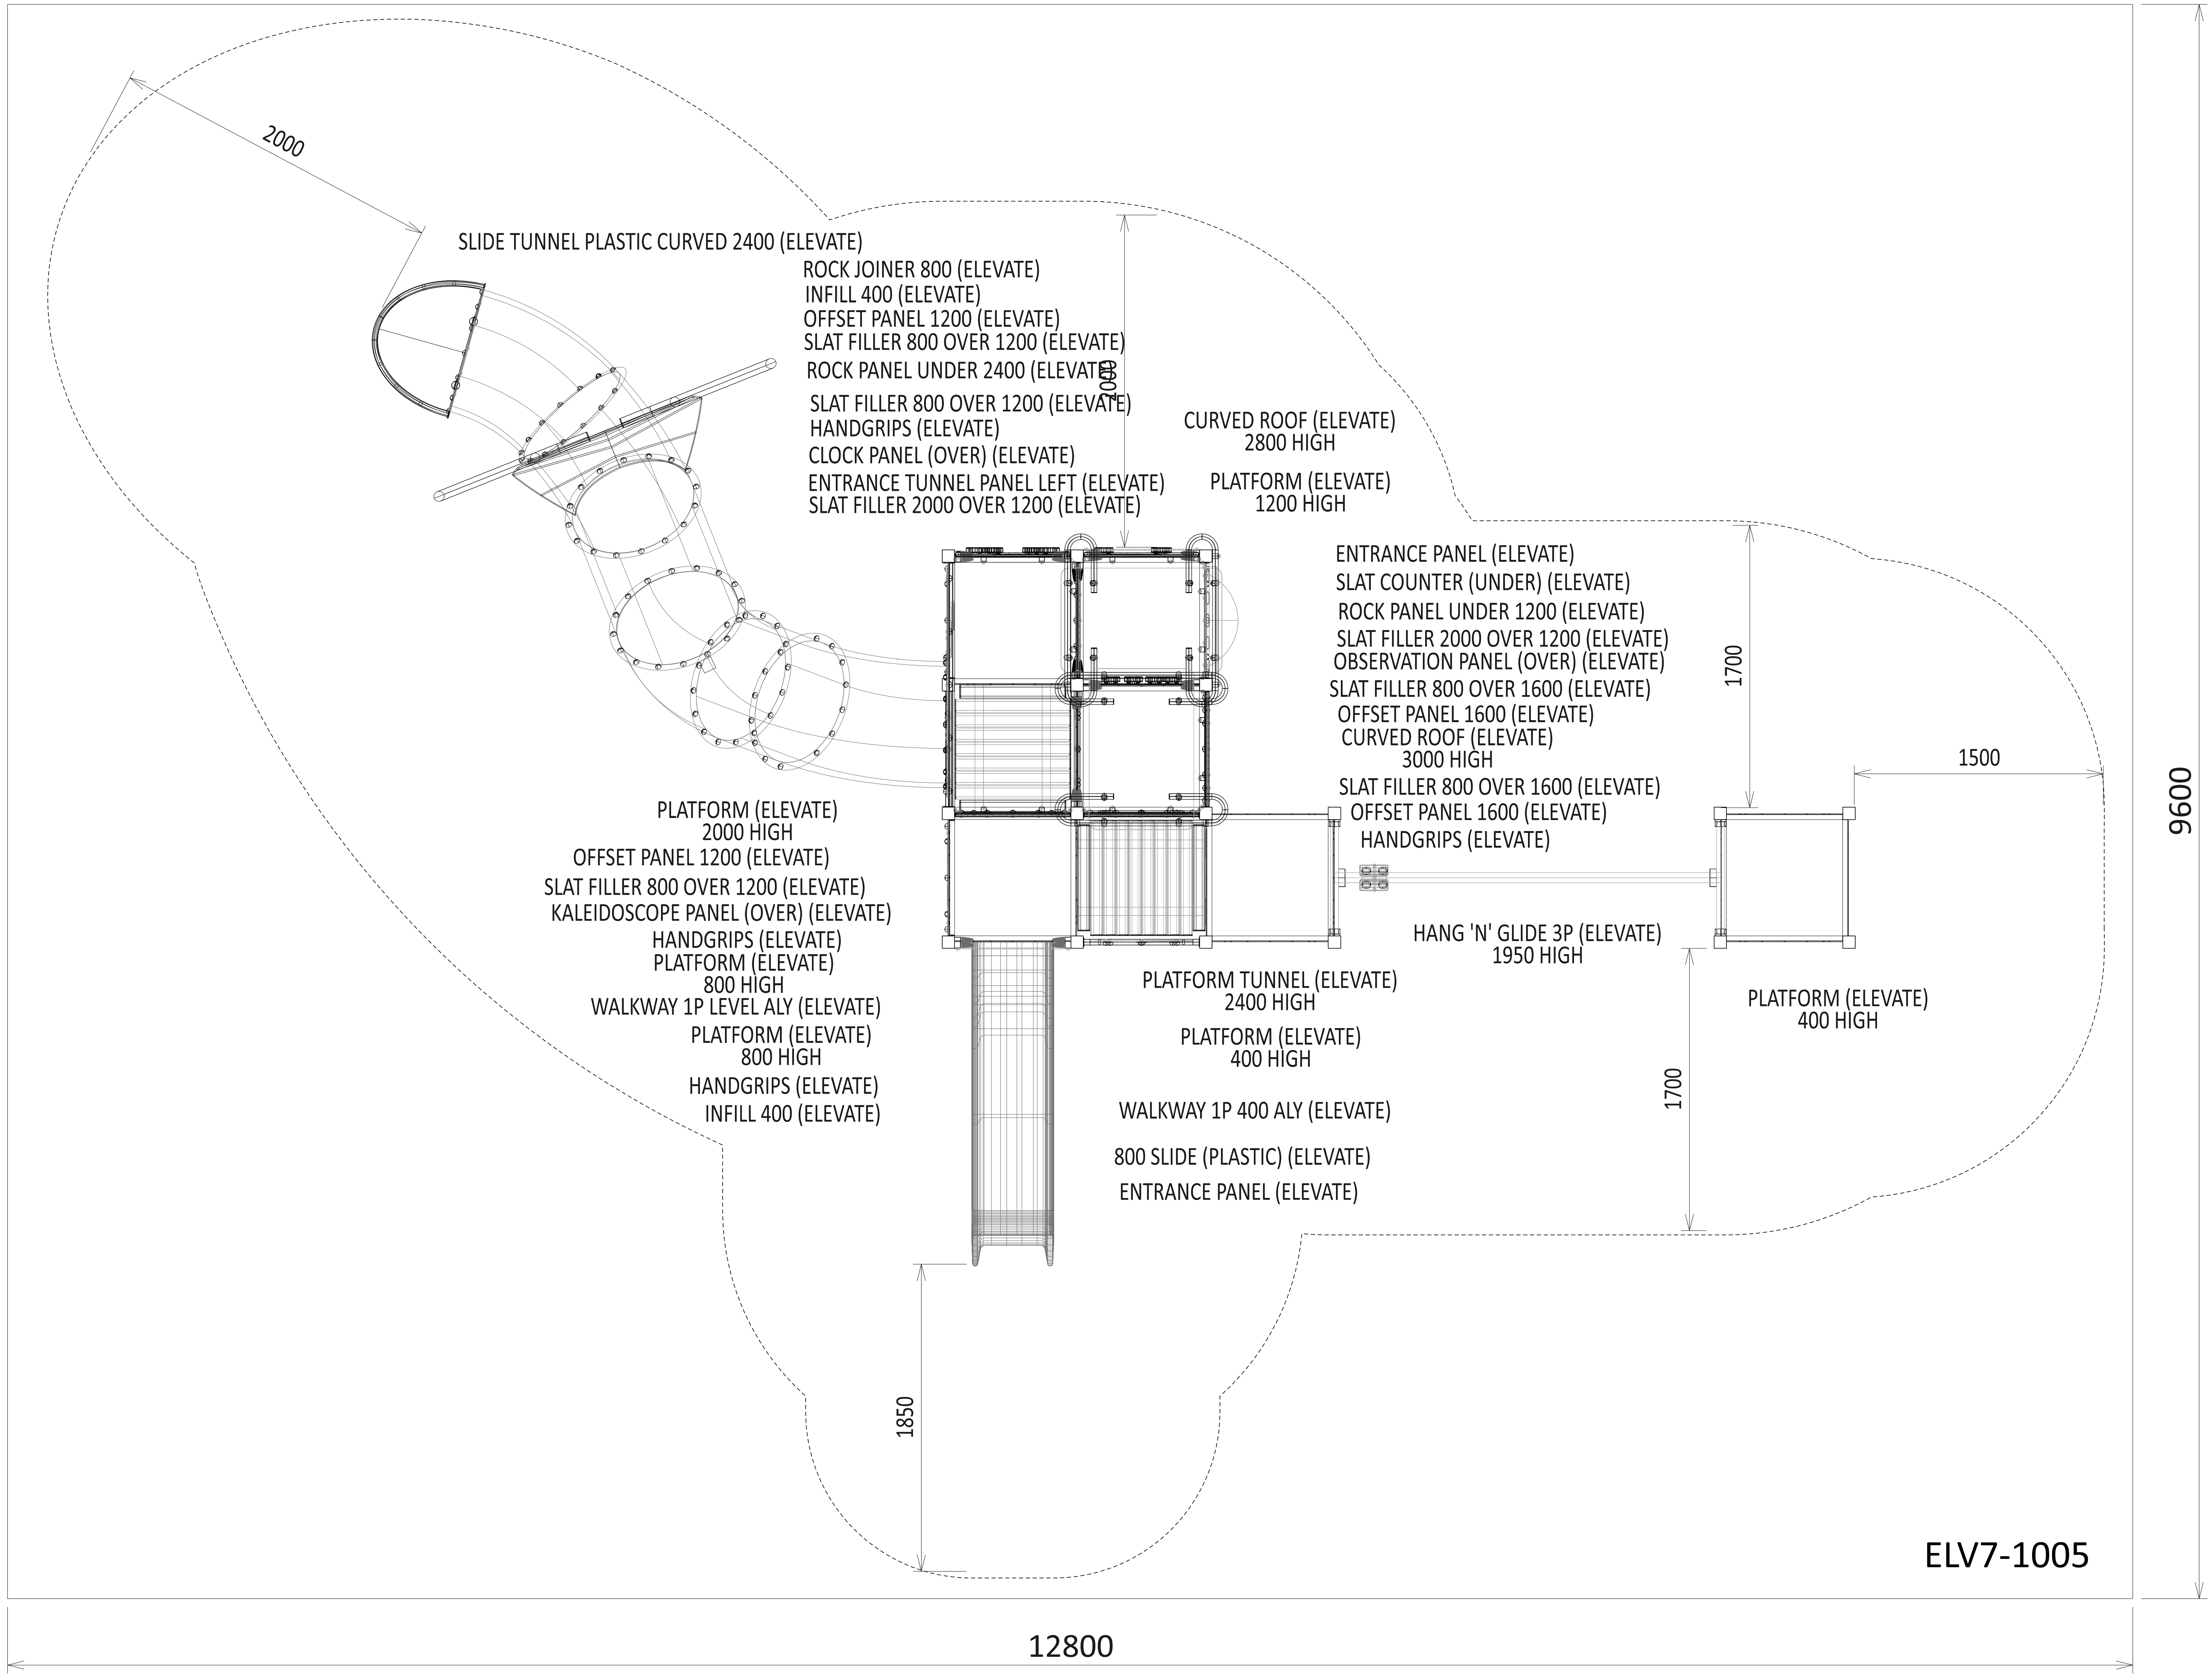 2000
SLIDE TUNNEL PLASTIC CURVED 2400 (ELEVATE)
ROCK JOINER 800 (ELEVATE)
INFILL 400 (ELEVATE)
OFFSET PANEL 1200 (ELEVATE)
SLAT FILLER 800 OVER 1200 (ELEVATE)
ROCK PANEL UNDER 2400 (ELEVATE)
2000
SLAT FILLER 800 OVER 1200 (ELEVATE)
HANDGRIPS (ELEVATE)
CLOCK PANEL (OVER) (ELEVATE)
ENTRANCE TUNNEL PANEL LEFT (ELEVATE)
SLAT FILLER 2000 OVER 1200 (ELEVATE)
CURVED ROOF (ELEVATE)
2800 HIGH
PLATFORM (ELEVATE)
1200 HIGH
ENTRANCE PANEL (ELEVATE)
SLAT COUNTER (UNDER) (ELEVATE)
ROCK PANEL UNDER 1200 (ELEVATE)
SLAT FILLER 2000 OVER 1200 (ELEVATE)
OBSERVATION PANEL (OVER) (ELEVATE)
SLAT FILLER 800 OVER 1600 (ELEVATE)
OFFSET PANEL 1600 (ELEVATE)
CURVED ROOF (ELEVATE)
3000 HIGH
SLAT FILLER 800 OVER 1600 (ELEVATE)
OFFSET PANEL 1600 (ELEVATE)
HANDGRIPS (ELEVATE)
1700
1500
9600
PLATFORM (ELEVATE)
2000 HIGH
OFFSET PANEL 1200 (ELEVATE)
SLAT FILLER 800 OVER 1200 (ELEVATE)
KALEIDOSCOPE PANEL (OVER) (ELEVATE)
HANDGRIPS (ELEVATE)
PLATFORM (ELEVATE)
800 HIGH
WALKWAY 1P LEVEL ALY (ELEVATE)
PLATFORM (ELEVATE)
800 HIGH
HANDGRIPS (ELEVATE)
INFILL 400 (ELEVATE)
HANG 'N' GLIDE 3P (ELEVATE)
1950 HIGH
PLATFORM TUNNEL (ELEVATE)
2400 HIGH
PLATFORM (ELEVATE)
400 HIGH
WALKWAY 1P 400 ALY (ELEVATE)
800 SLIDE (PLASTIC) (ELEVATE)
ENTRANCE PANEL (ELEVATE)
1700
PLATFORM (ELEVATE)
400 HIGH
1850
ELV7-1005
12800